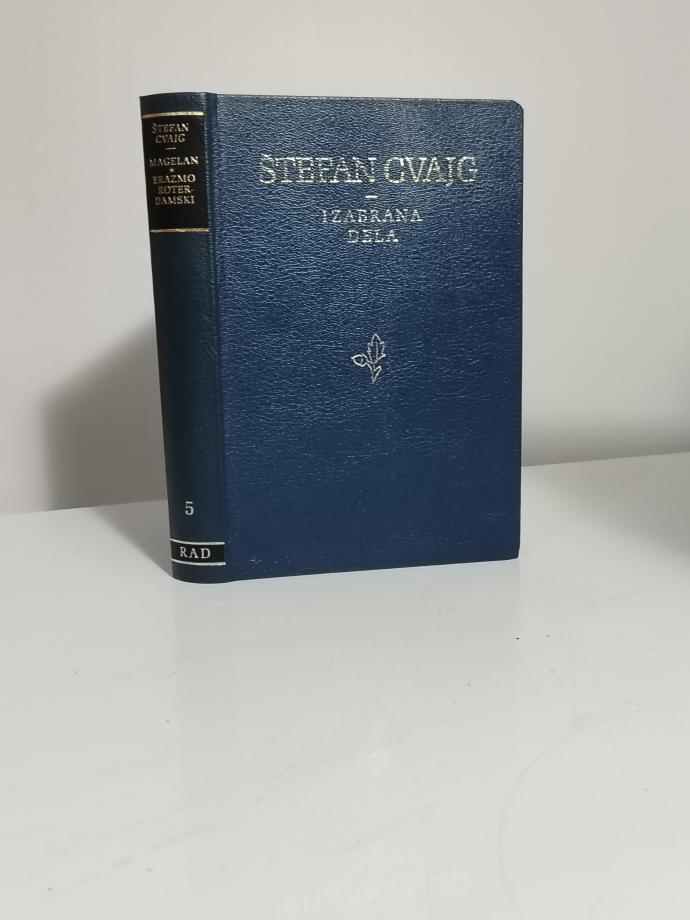 ŠTEFAN
CVAJG
MAGELAN
ERAZMO
ROTER-
DAMSKI
5
RAD
ŠTEFAN CVAJG
IZABRANA
DELA